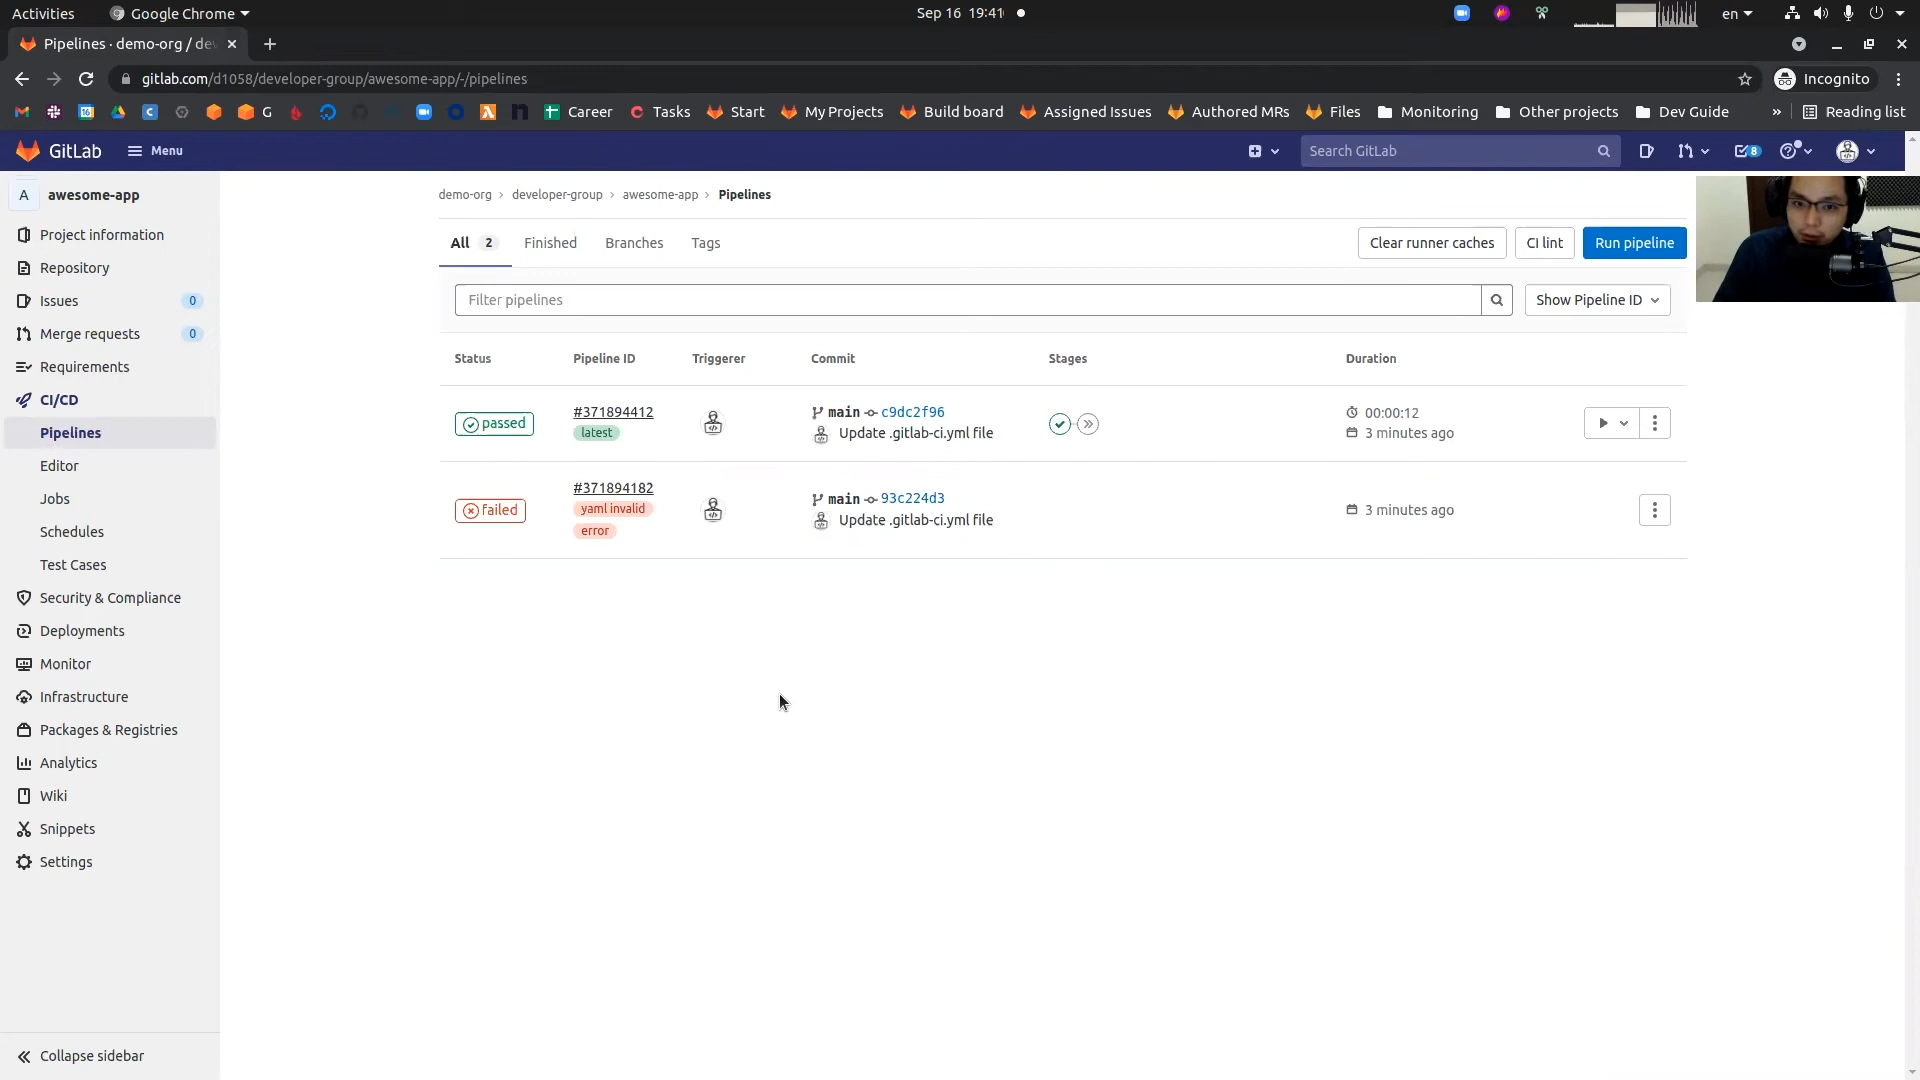 Activities Google Chrome Sep 16 19:41 en
Pipelines · demo-org / dev
gitlab.com/d1058/developer-group/awesome-app/-/pipelines Incognito
G Career Tasks Start My Projects Build board Assigned Issues Authored MRs Files Monitoring Other projects Dev Guide » Reading list
GitLab Menu Search GitLab 8
A awesome-app
Project information
Repository
Issues 0
Merge requests 0
Requirements
CI/CD
Pipelines
Editor
Jobs
Schedules
Test Cases
Security & Compliance
Deployments
Monitor
Infrastructure
Packages & Registries
Analytics
Wiki
Snippets
Settings
Collapse sidebar
demo-org › developer-group › awesome-app › Pipelines
All 2 Finished Branches Tags Clear runner caches CI lint Run pipeline
Filter pipelines Show Pipeline ID
Status Pipeline ID Triggerer Commit Stages Duration
passed #371894412 main c9dc2f96 00:00:12
latest Update .gitlab-ci.yml file 3 minutes ago
failed #371894182 main 93c224d3 3 minutes ago
yaml invalid Update .gitlab-ci.yml file
error